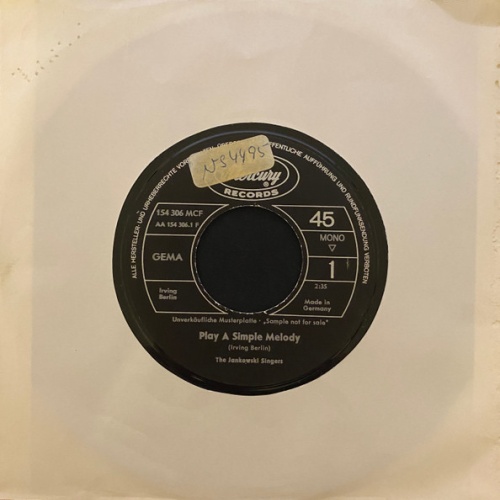 ALLE HERSTELLER- UND URHEBERRECHTE VORBEHALTEN
ÖFFENTLICHE AUFFÜHRUNG UND RUNDFUNKSENDUNG VERBOTEN
NS4495
Mercury
RECORDS
154 306 MCF
AA 154 306.1 F
GEMA
Irving
Berlin
45
MONO
1
2:35
Made in
Germany
Unverkäufliche Musterplatte - „Sample not for sale"
Play A Simple Melody
(Irving Berlin)
The Jankowski Singers